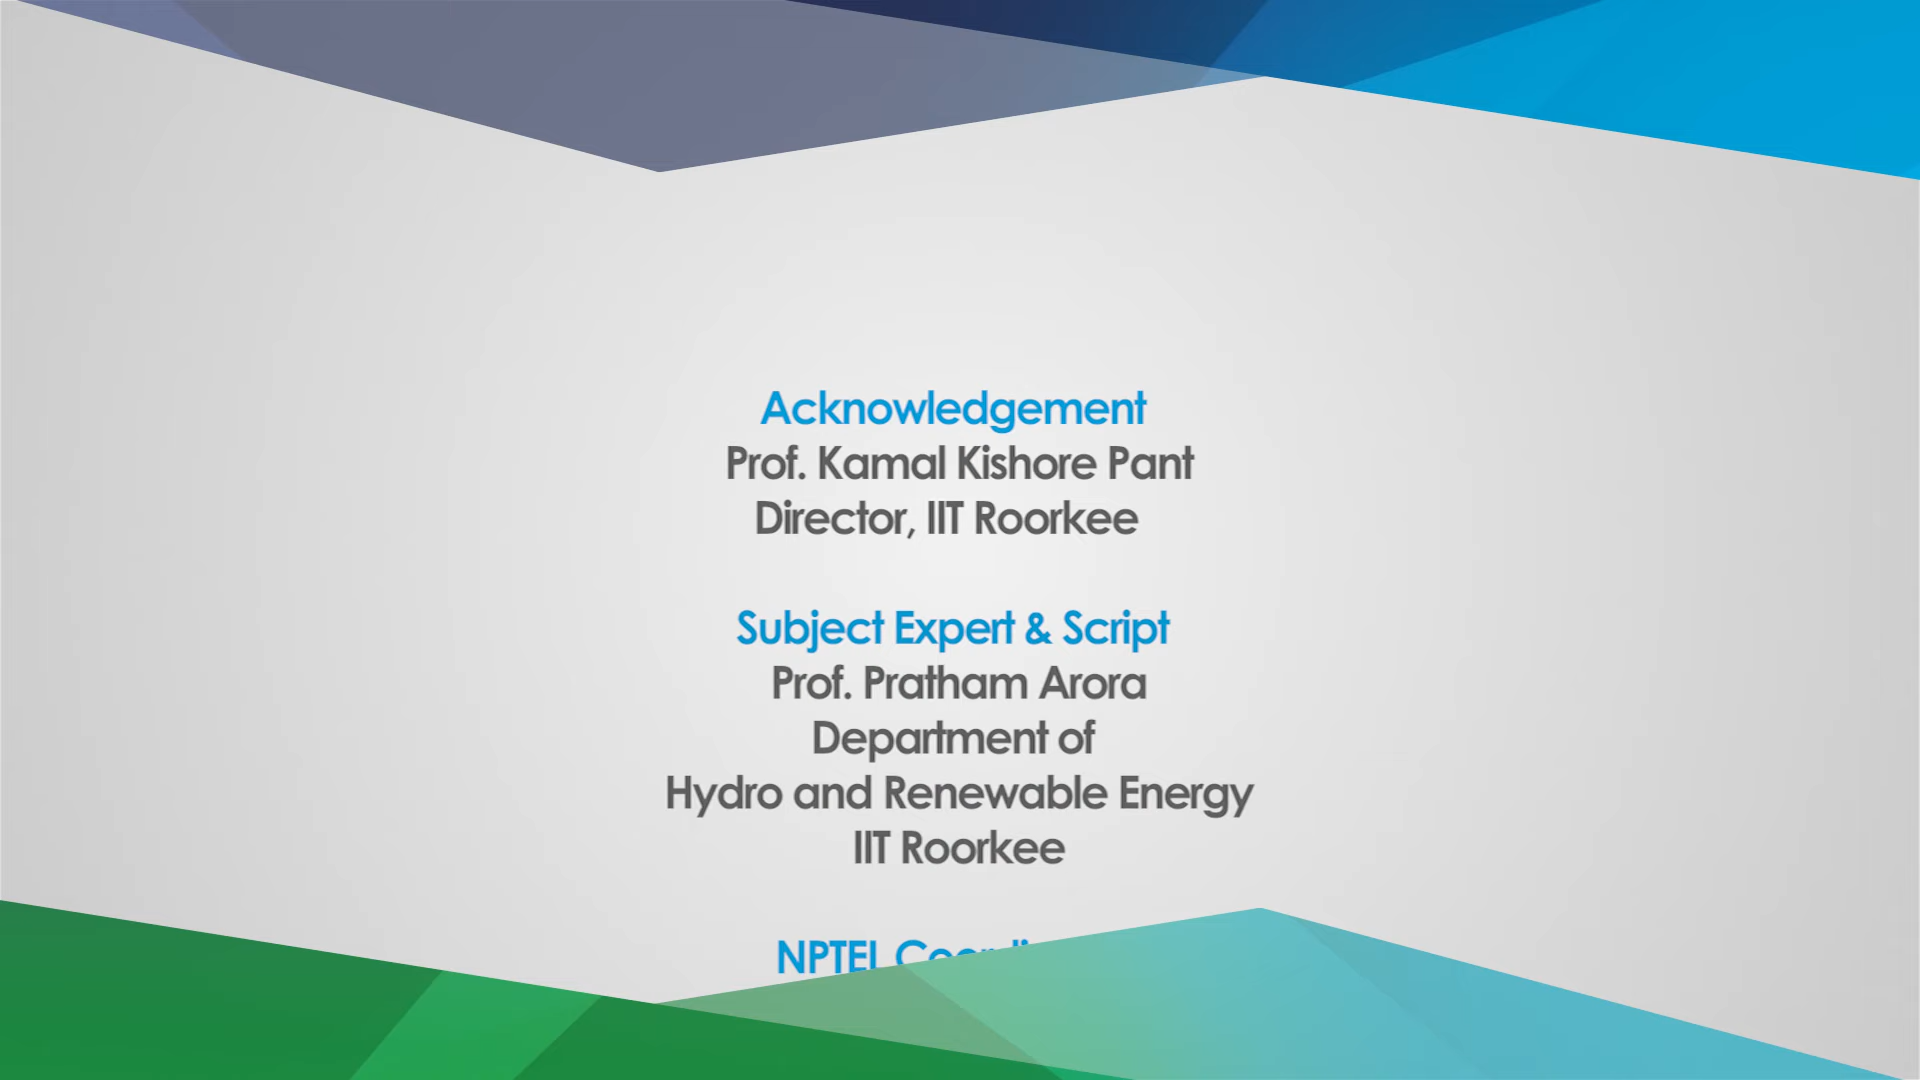 Acknowledgement
Prof. Kamal Kishore Pant
Director, IIT Roorkee
Subject Expert & Script
Prof. Pratham Arora
Department of
Hydro and Renewable Energy
IIT Roorkee
NPTEL